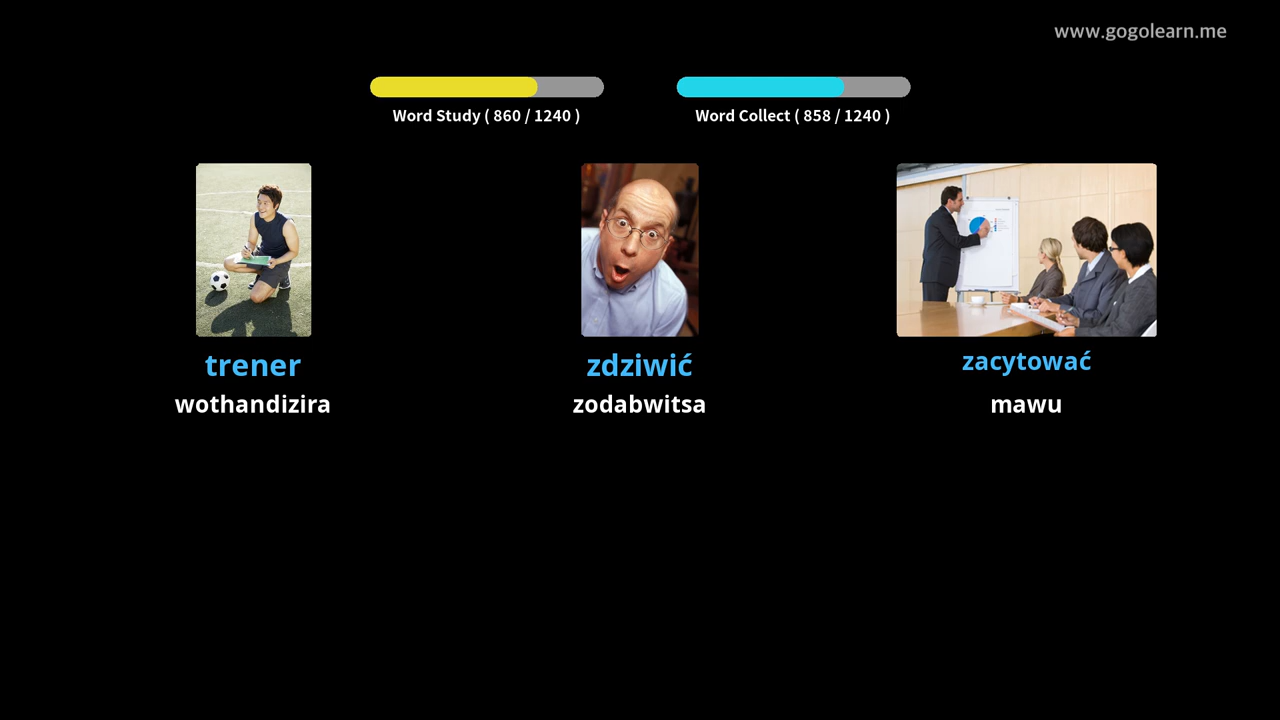 www.gogolearn.me
Word Study ( 860 / 1240 )
Word Collect ( 858 / 1240 )
trener
wothandizira
zdziwić
zodabwitsa
zacytować
mawu